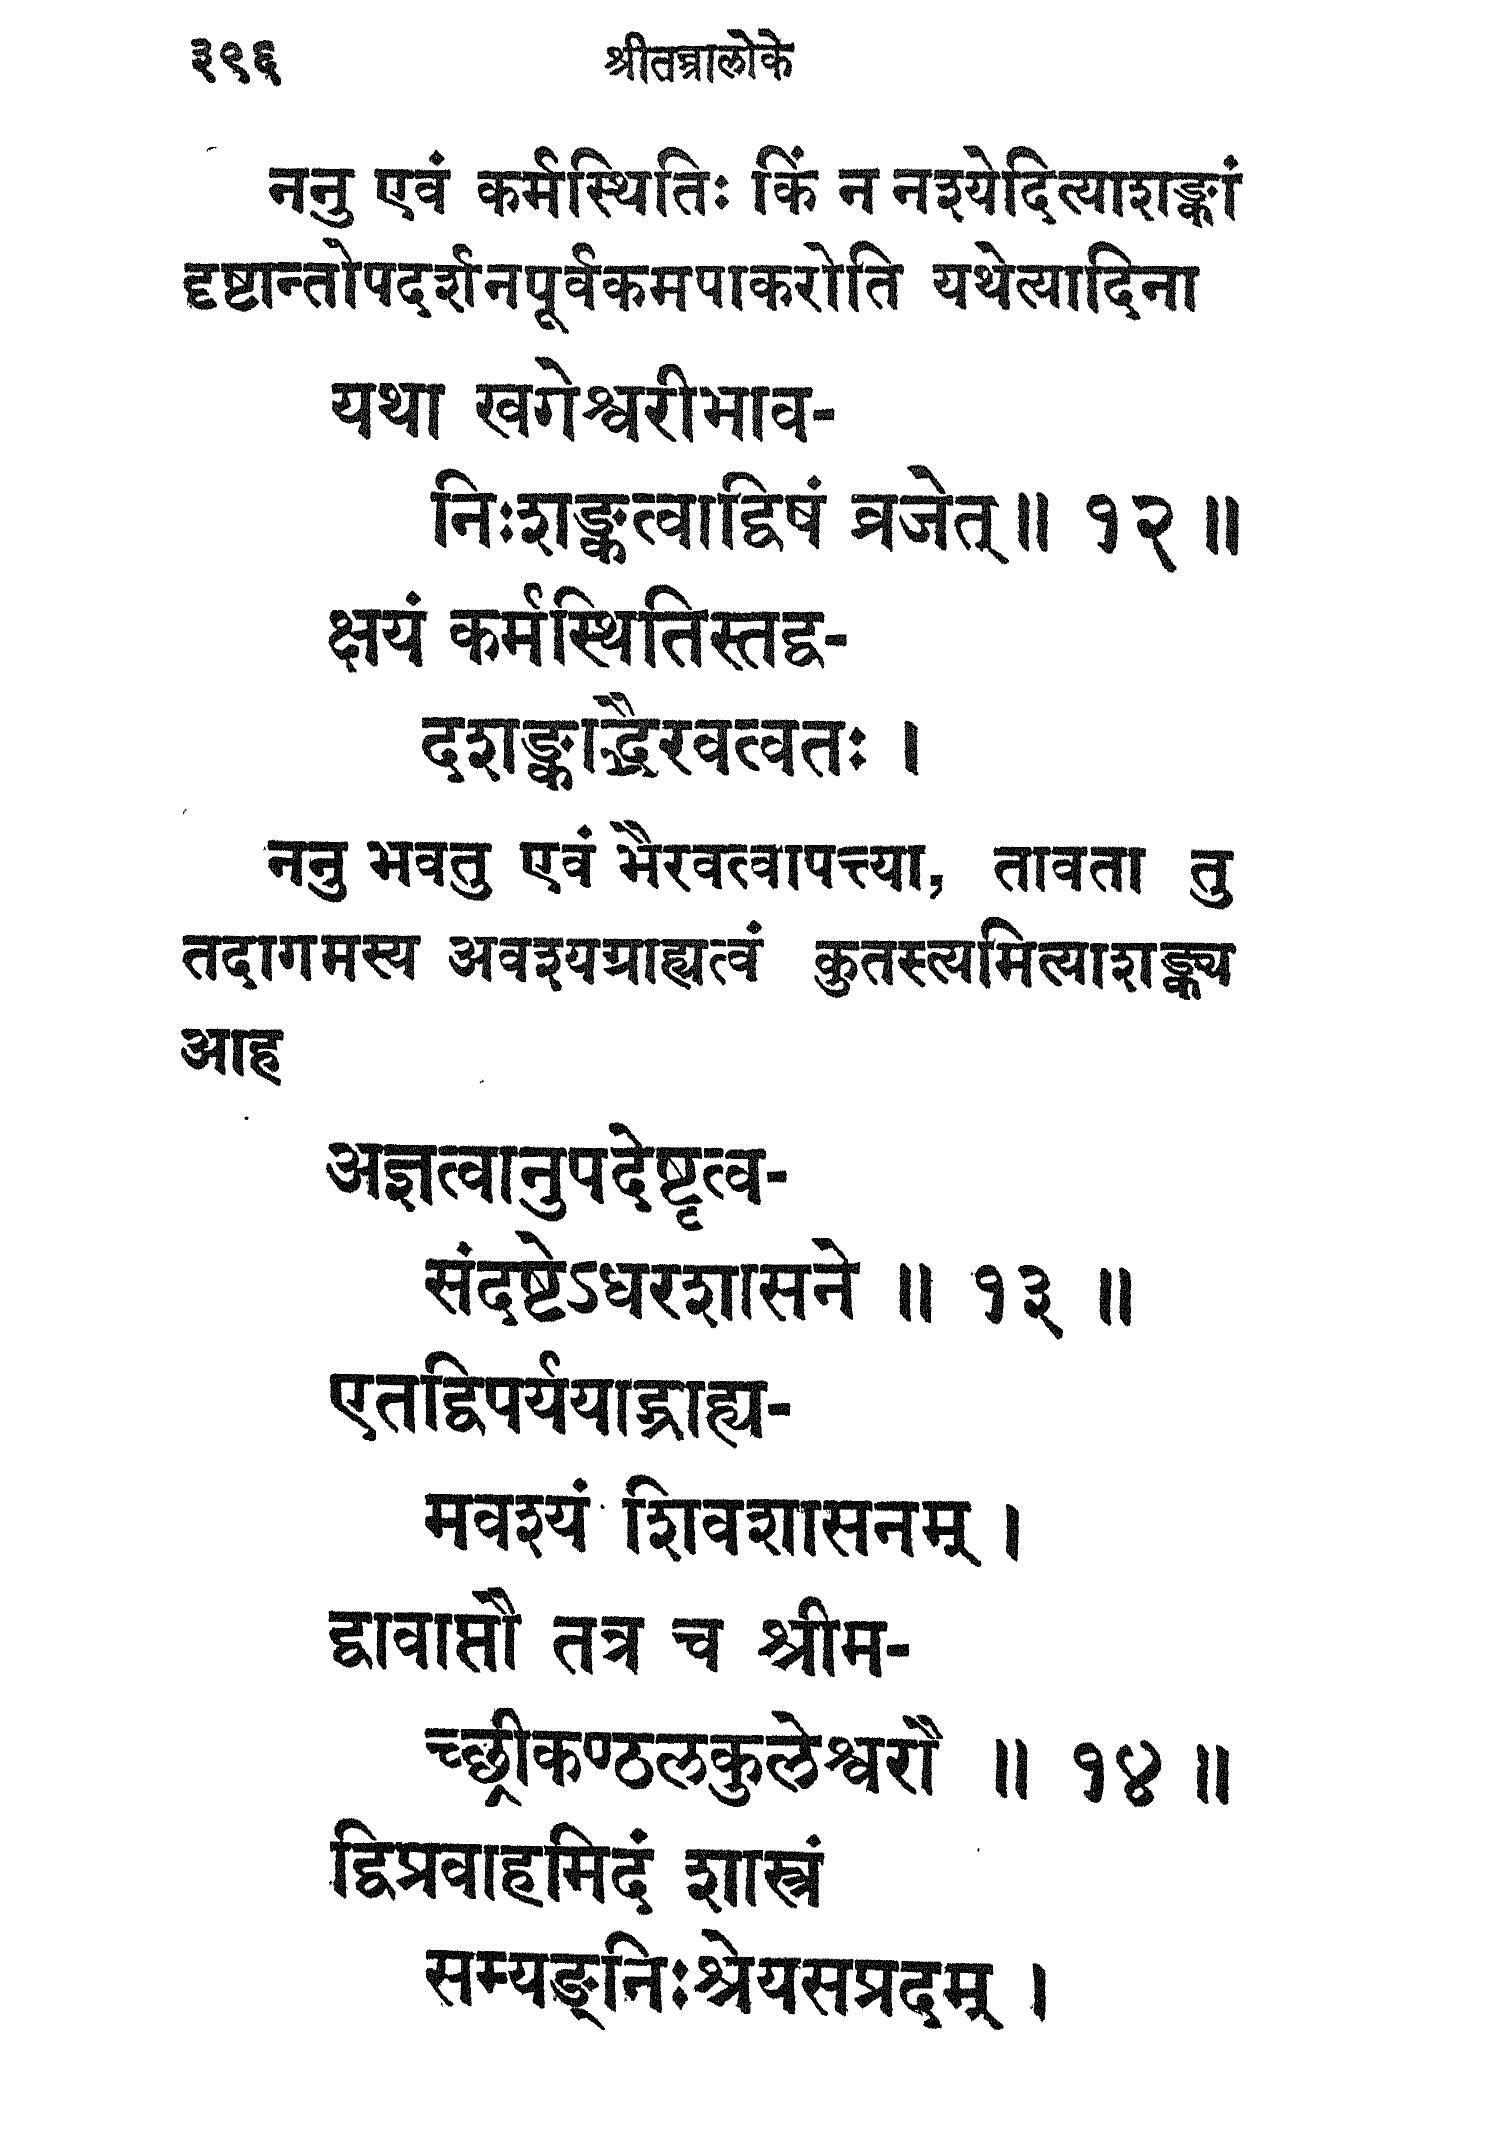 ३९६ श्रीतन्त्रालोके
ननु एवं कर्मस्थितिः किं न नश्येदित्याशङ्कां
दृष्टान्तोपदर्शनपूर्वकमपाकरोति यथेत्यादिना
यथा खगेश्वरीभाव-
निःशङ्कत्वाद्विषं व्रजेत् ॥ १२ ॥
क्षयं कर्मस्थितिस्तद्व-
दशङ्काद्भैरवत्वतः ।
ननु भवतु एवं भैरवत्वापत्त्या, तावता तु
तदागमस्य अवश्यग्राह्यत्वं कुतस्त्यमित्याशङ्क्य
आह
अज्ञत्वानुपदेष्टृत्व-
संदष्टेऽधरशासने ॥ १३ ॥
एतद्विपर्ययाद्ग्राह्य-
मवश्यं शिवशासनम् ।
द्वावाप्तौ तत्र च श्रीम-
च्छ्रीकण्ठलकुलेश्वरौ ॥ १४ ॥
द्विप्रवाहमिदं शास्त्रं
सम्यङ्निःश्रेयसप्रदम् ।